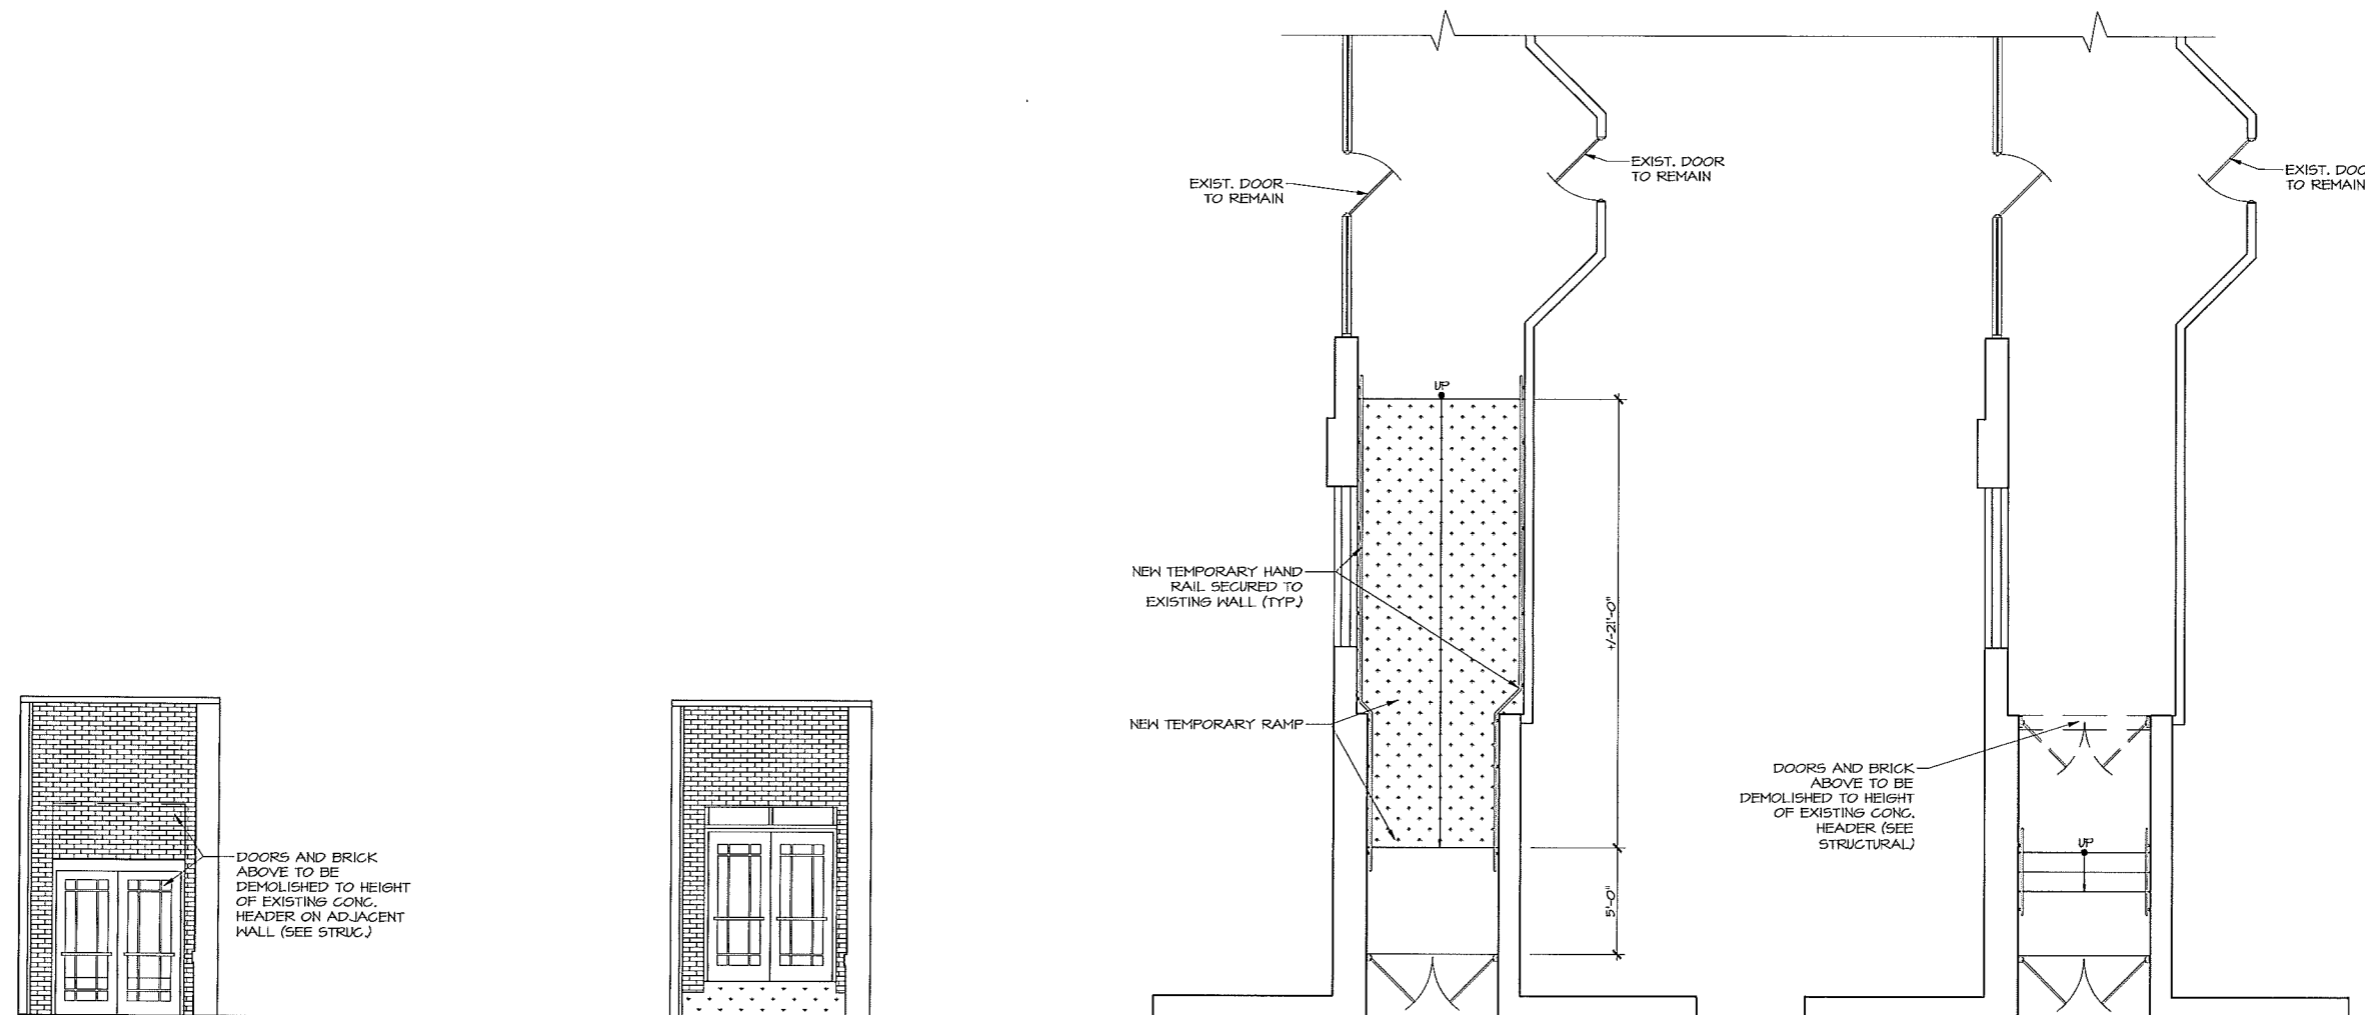 EXIST. DOOR
TO REMAIN
EXIST. DOOR
TO REMAIN
EXIST. DOO
TO REMAIN
UP
NEW TEMPORARY HAND
RAIL SECURED TO
EXISTING WALL (TYP.)
+/-21'-0"
NEW TEMPORARY RAMP
DOORS AND BRICK
ABOVE TO BE
DEMOLISHED TO HEIGHT
OF EXISTING CONC.
HEADER (SEE
STRUCTURAL)
UP
5'-0"
DOORS AND BRICK
ABOVE TO BE
DEMOLISHED TO HEIGHT
OF EXISTING CONC.
HEADER ON ADJACENT
WALL (SEE STRUC.)